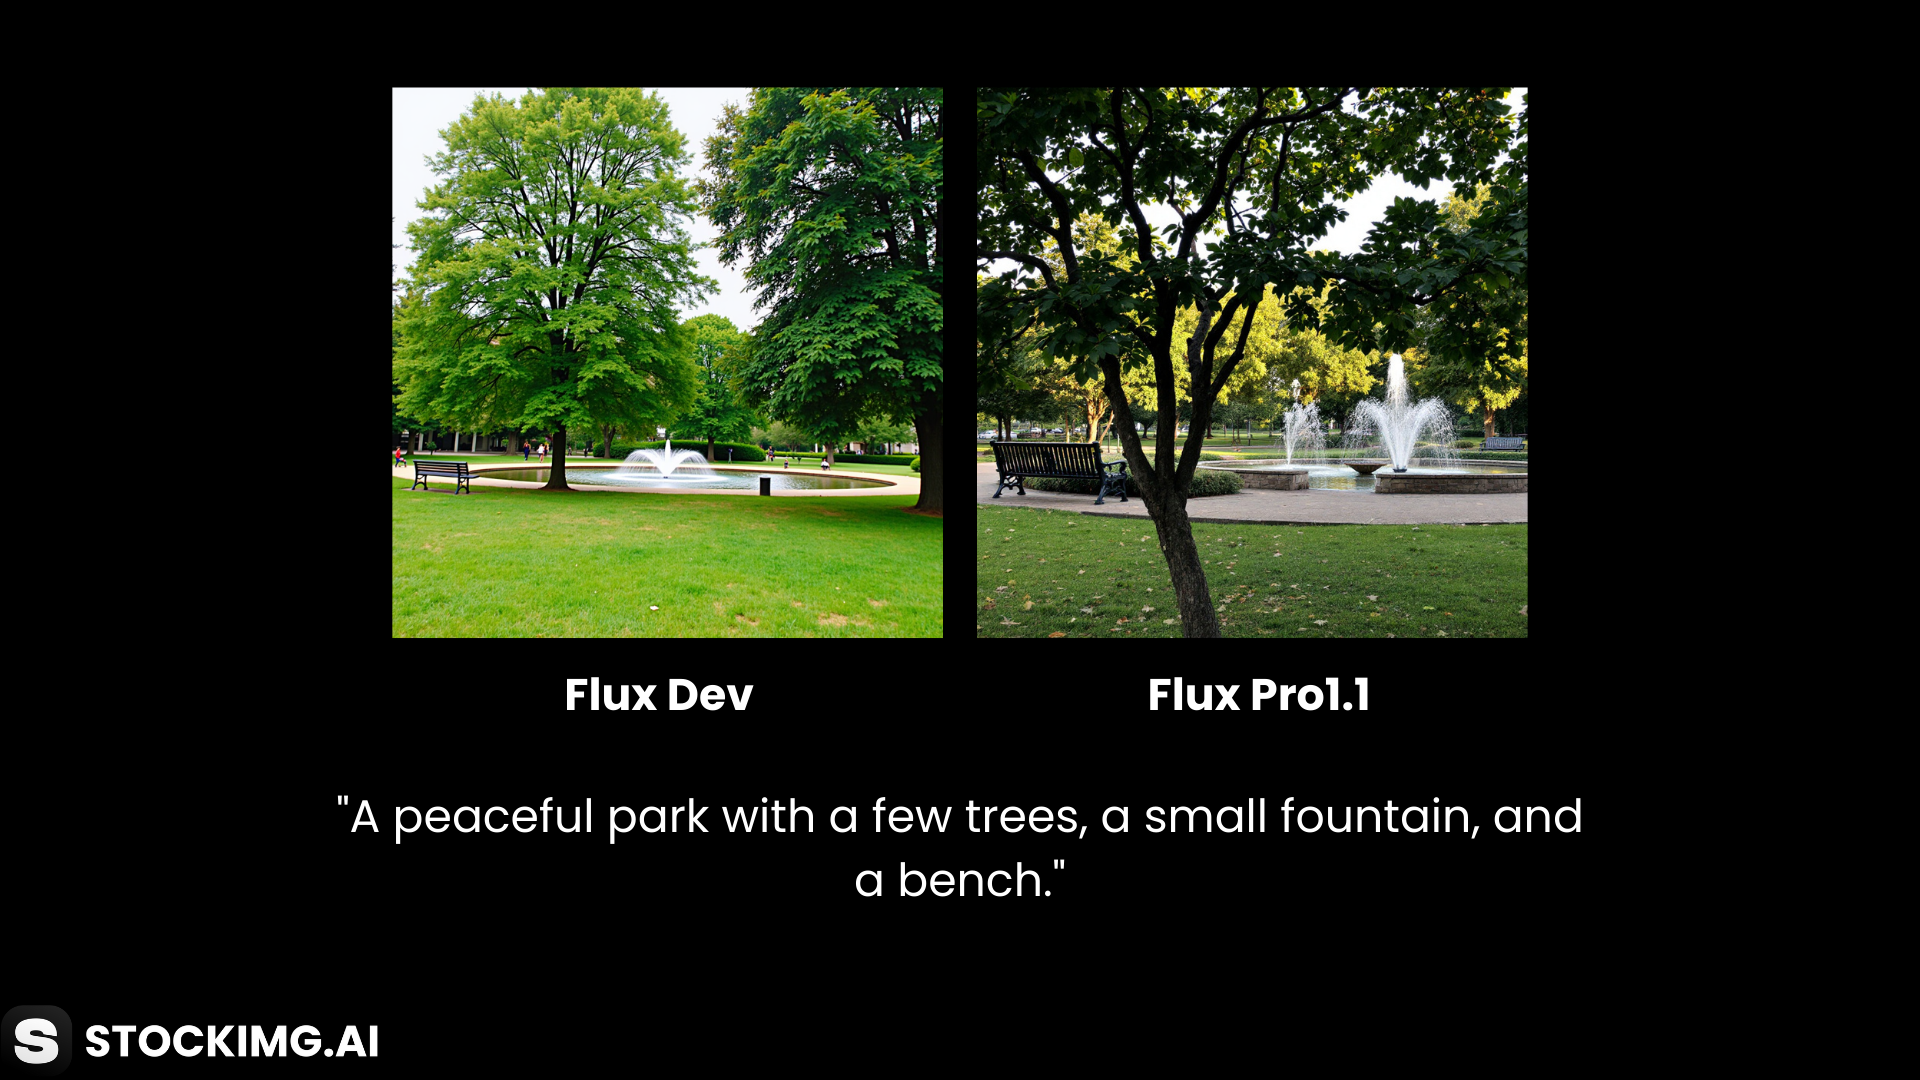 Flux Dev
Flux Pro1.1
"A peaceful park with a few trees, a small fountain, and
a bench."
S STOCKIMG.AI